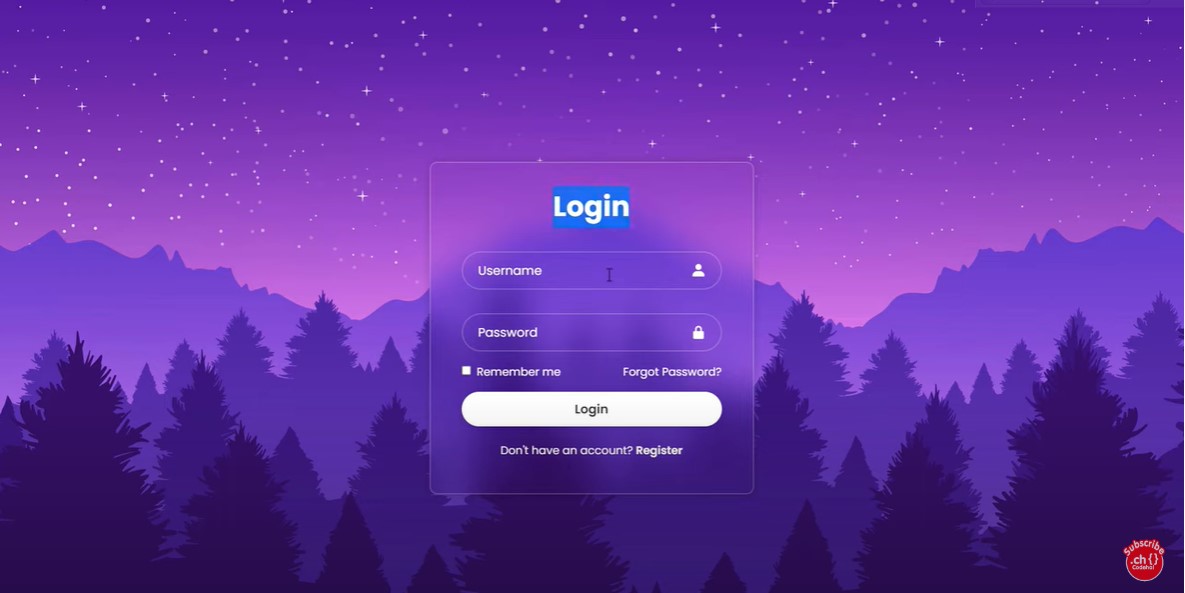 Login
Username
Password
Remember me Forgot Password?
Login
Don't have an account? Register
Subscribe
.ch {}
Codehal